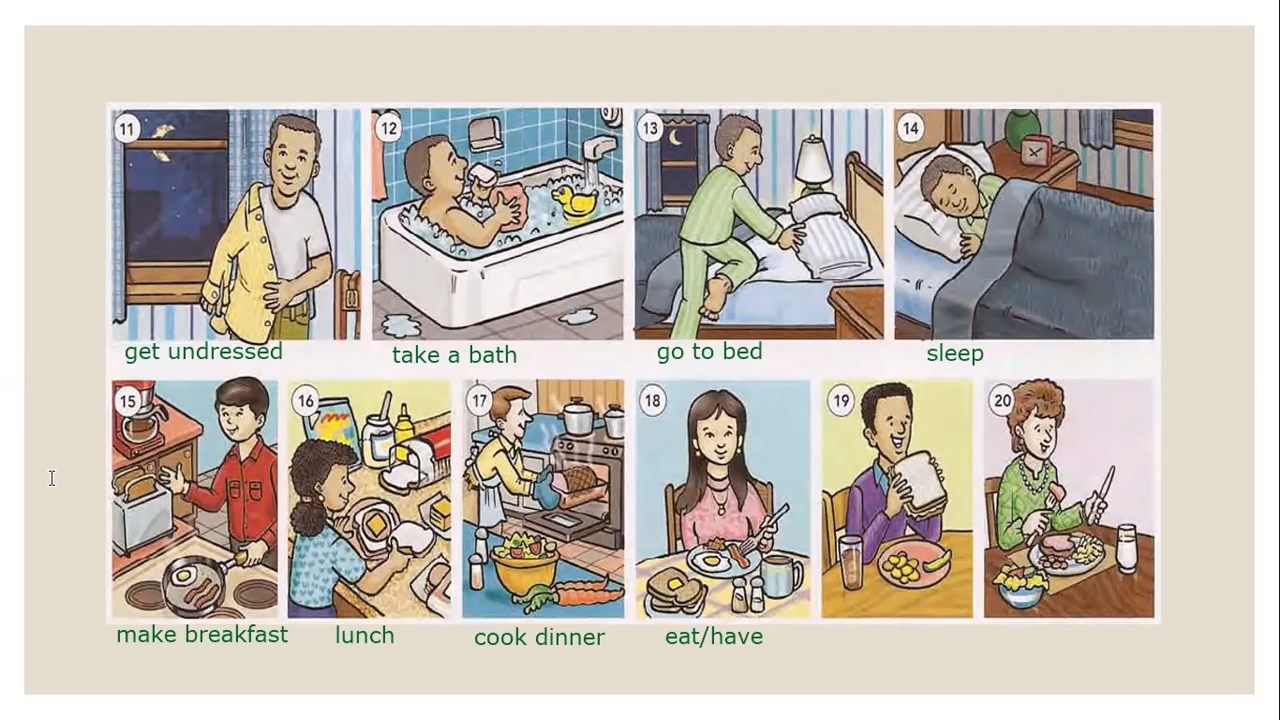 11
12
13
14
get undressed
take a bath
go to bed
sleep
15
16
17
18
19
20
make breakfast
lunch
cook dinner
eat/have